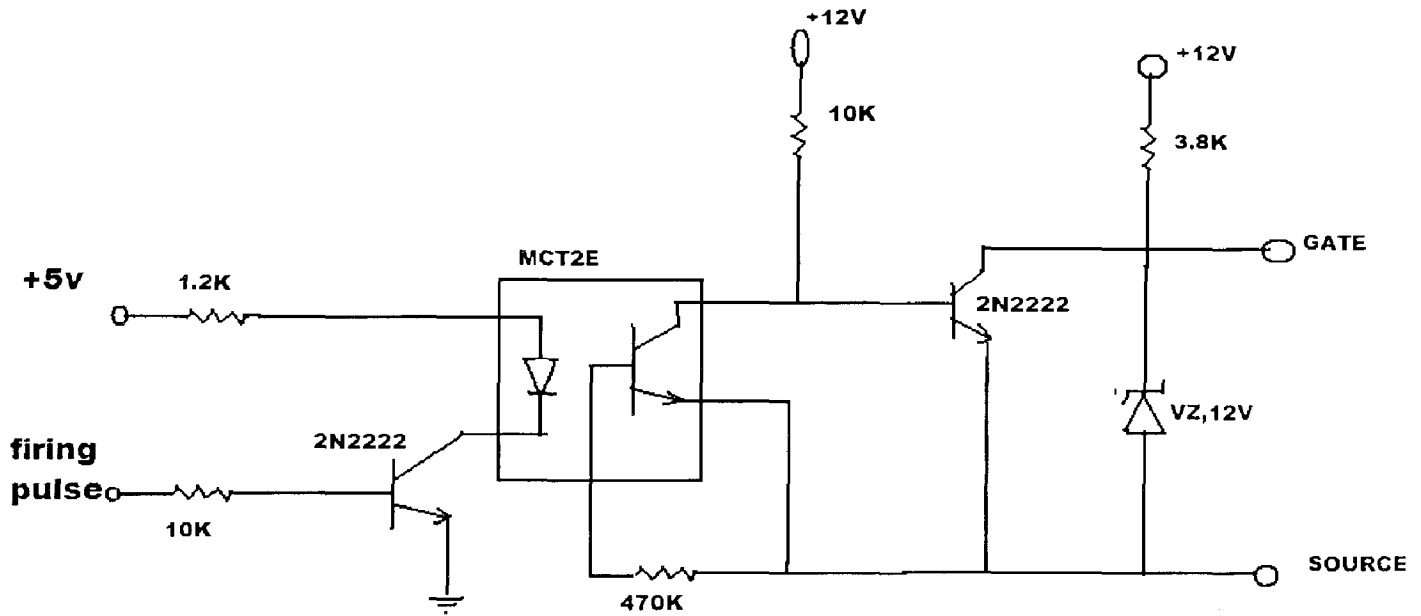 +12V
+12V
10K
3.8K
MCT2E
GATE
+5v
1.2K
2N2222
VZ,12V
2N2222
firing
pulse
10K
SOURCE
470K